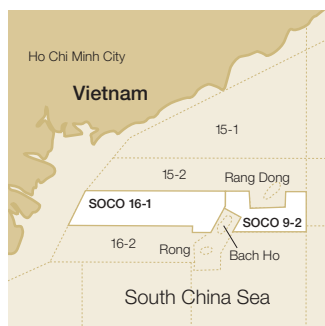 Ho Chi Minh City
Vietnam
15-1
15-2
Rang Dong
SOCO 16-1
SOCO 9-2
16-2
Rong
Bach Ho
South China Sea